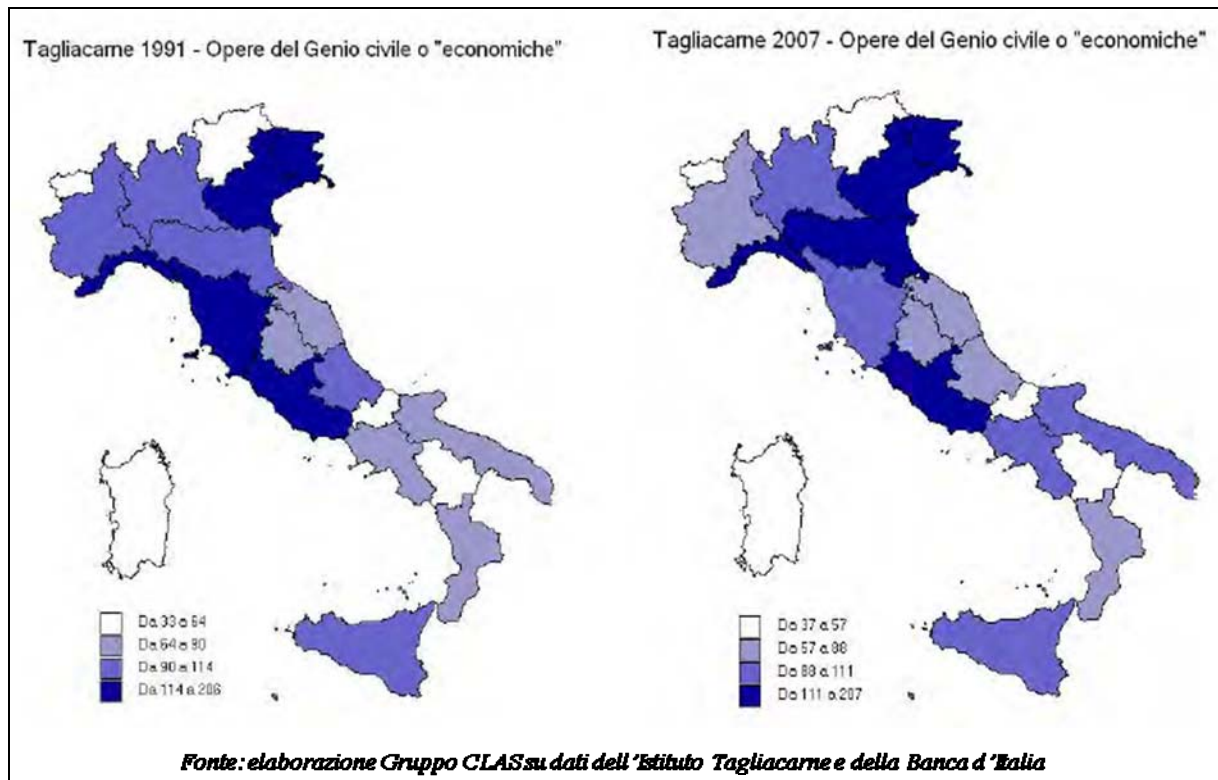 Tagliacarne 1991 - Opere del Genio civile o "economiche"
Tagliacarne 2007 - Opere del Genio civile o "economiche"
Da 33 a 64
Da 64 a 90
Da 90 a 114
Da 114 a 206
Da 37 a 57
Da 57 a 88
Da 88 a 111
Da 111 a 207
Fonte: elaborazione Gruppo CLAS su dati dell'Istituto Tagliacarne e della Banca d'Italia